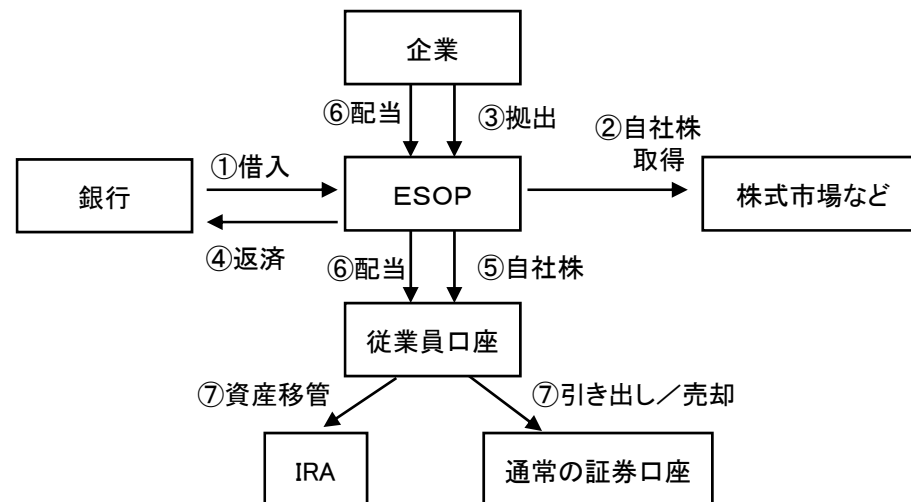 企業
⑥配当
③拠出
②自社株
取得
①借入
銀行
ESOP
株式市場など
④返済
⑥配当
⑤自社株
従業員口座
⑦資産移管
⑦引き出し／売却
IRA
通常の証券口座